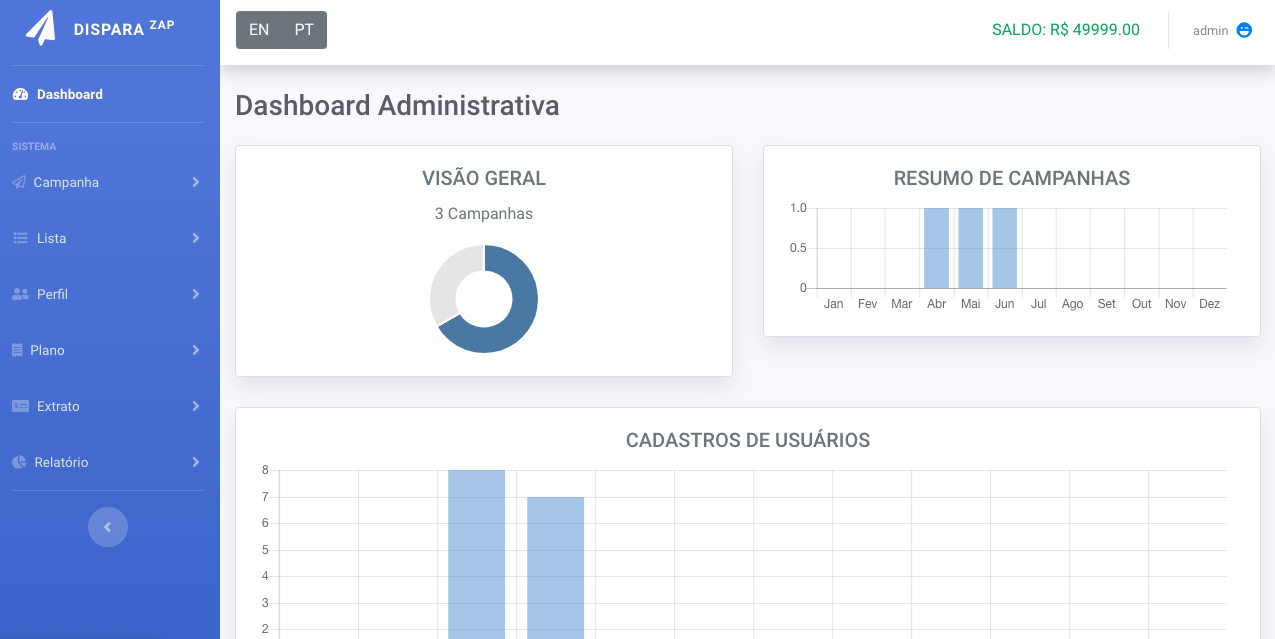 DISPARA ZAP
EN PT
SALDO: R$ 49999.00
admin
Dashboard
SISTEMA
Campanha
Lista
Perfil
Plano
Extrato
Relatório
Dashboard Administrativa
VISÃO GERAL
3 Campanhas
RESUMO DE CAMPANHAS
1.0
0.5
0
Jan Fev Mar Abr Mai Jun Jul Ago Set Out Nov Dez
CADASTROS DE USUÁRIOS
8
7
6
5
4
3
2